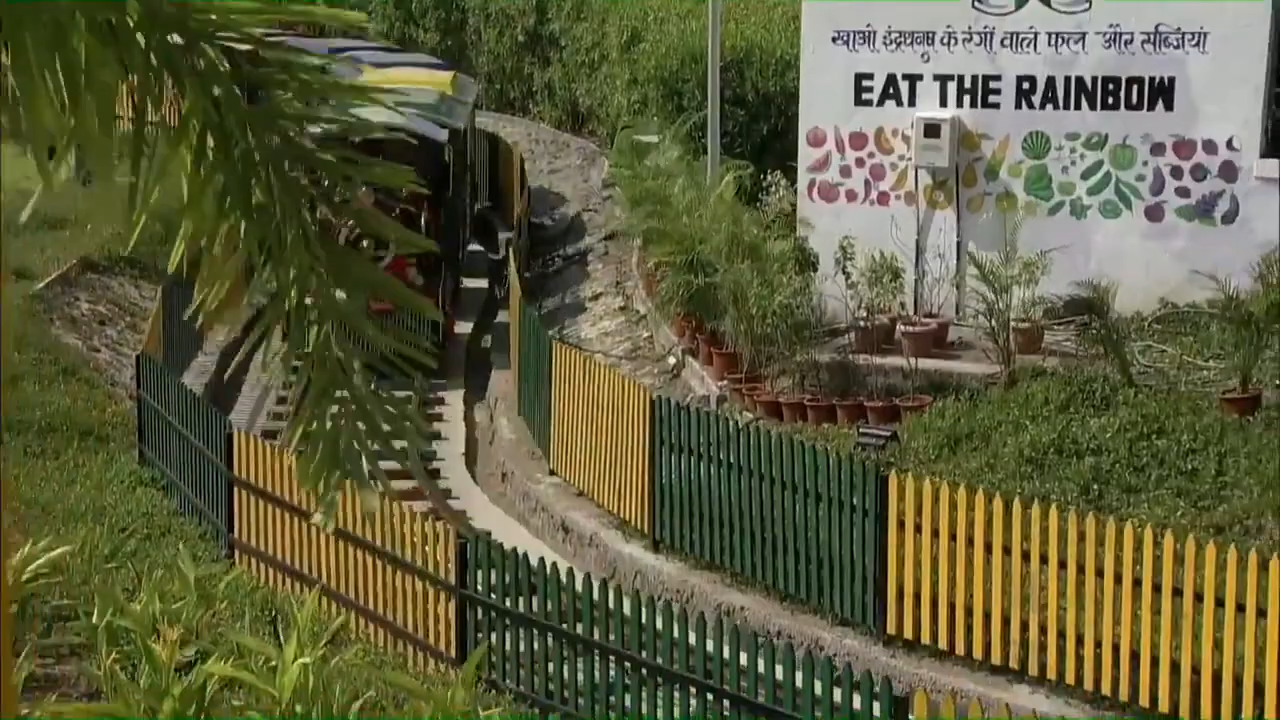 खाओ इंद्रधनुष के रंगों वाले फल और सब्जियां
EAT THE RAINBOW